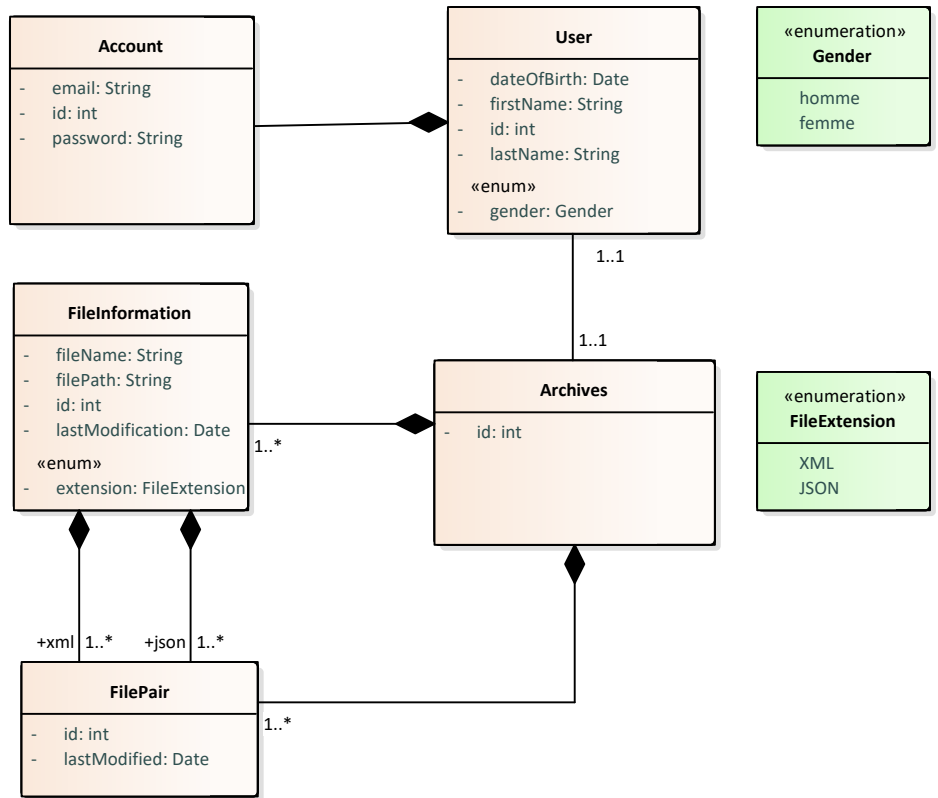 Account
- email: String
- id: int
- password: String
User
- dateOfBirth: Date
- firstName: String
- id: int
- lastName: String
«enum»
- gender: Gender
«enumeration»
Gender
homme
femme
1..1
1..1
FileInformation
- fileName: String
- filePath: String
- id: int
- lastModification: Date
«enum»
- extension: FileExtension
1..*
Archives
- id: int
«enumeration»
FileExtension
XML
JSON
+xml 1..*
+json 1..*
FilePair
- id: int
- lastModified: Date
1..*